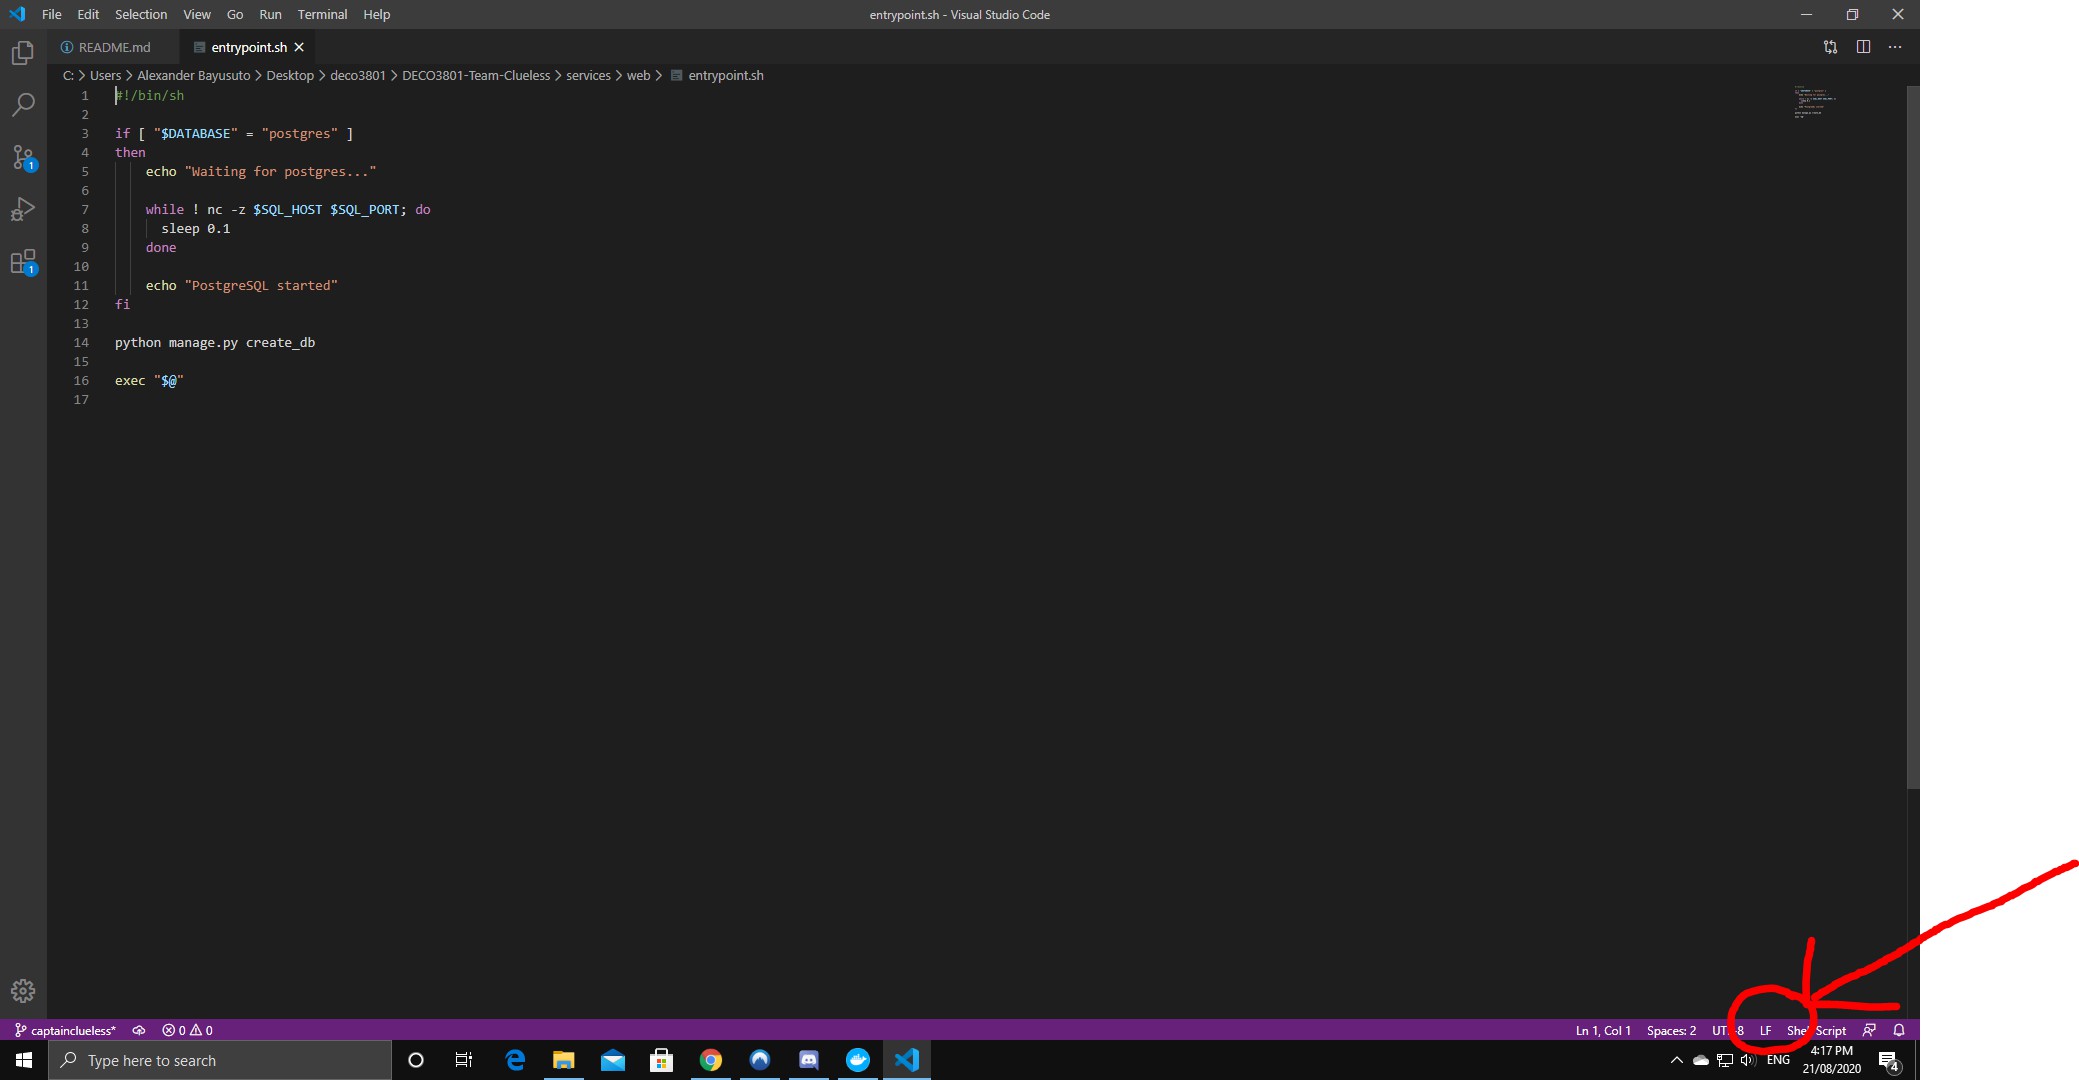 File Edit Selection View Go Run Terminal Help
entrypoint.sh - Visual Studio Code
README.md
entrypoint.sh
C: > Users > Alexander Bayusuto > Desktop > deco3801 > DECO3801-Team-Clueless > services > web > entrypoint.sh
1 #!/bin/sh
2
3 if [ "$DATABASE" = "postgres" ]
4 then
5 echo "Waiting for postgres..."
6
7 while ! nc -z $SQL_HOST $SQL_PORT; do
8 sleep 0.1
9 done
10
11 echo "PostgreSQL started"
12 fi
13
14 python manage.py create_db
15
16 exec "$@"
17
1
1
captainclueless* 0 0
Ln 1, Col 1 Spaces: 2 UTF-8 LF Shell Script
Type here to search
ENG
4:17 PM
21/08/2020
4